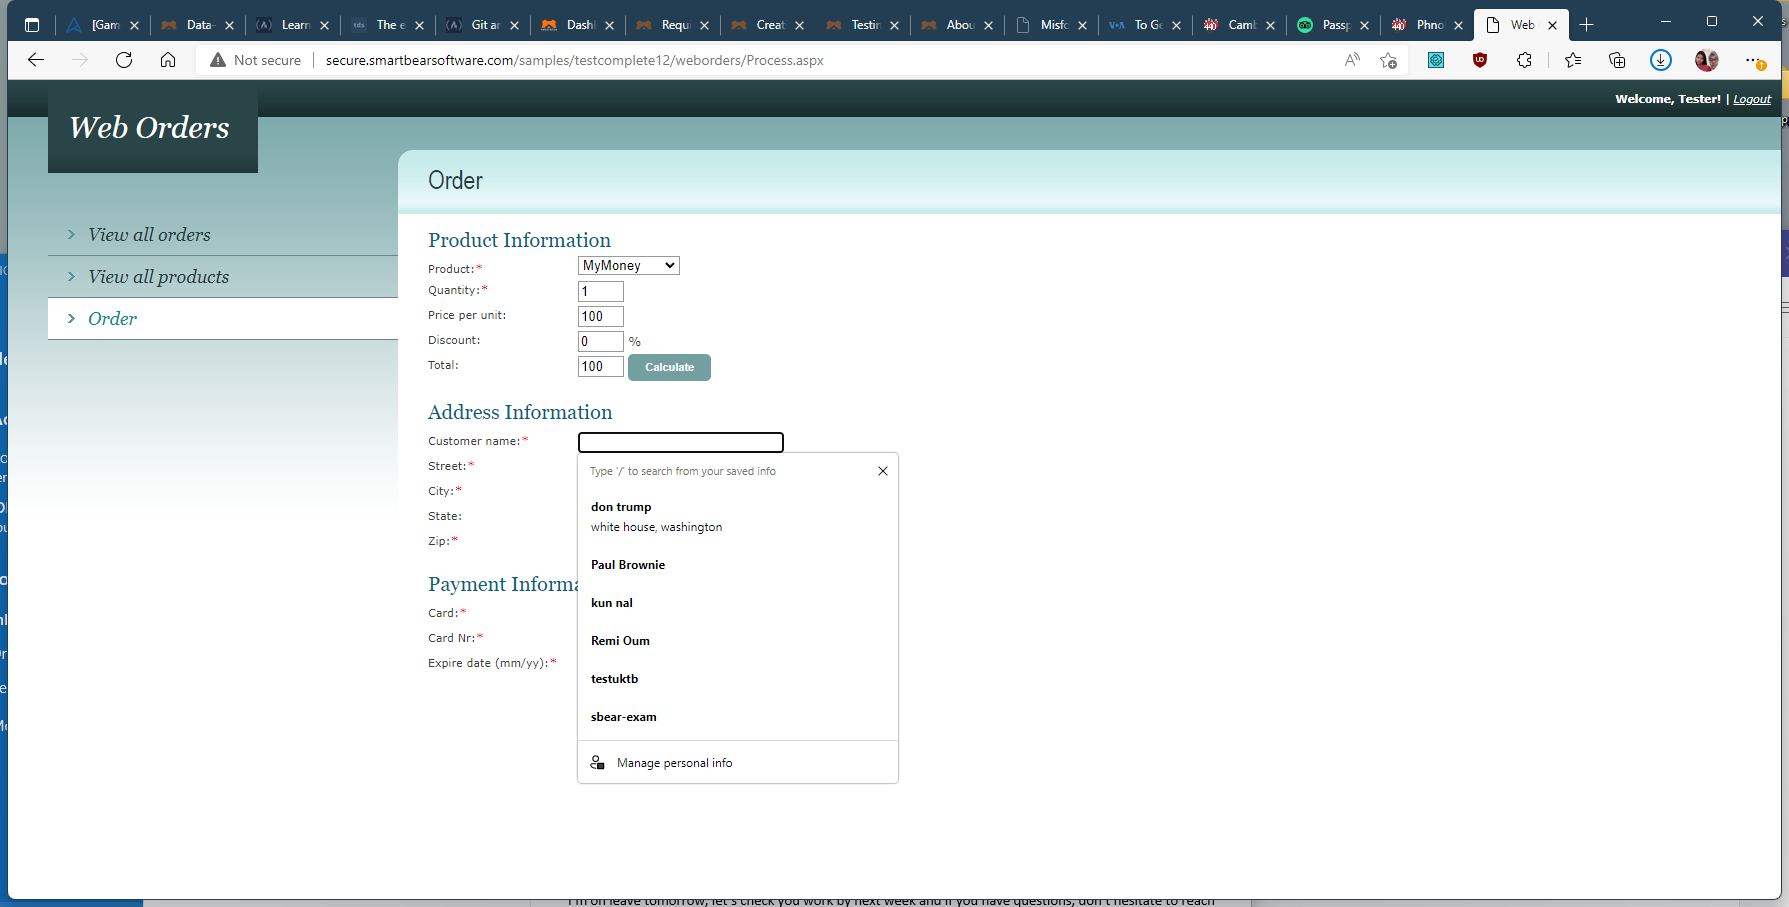 [Gam
Data-
Learn
tds
The e
Git ar
Dashl
Requ
Creat
Testin
Abou
Misfo
VOA
To Ge
Caml
Passp
Phno
Web
Not secure
secure.smartbearsoftware.com/samples/testcomplete12/weborders/Process.aspx
Welcome, Tester! | Logout
Web Orders
View all orders
View all products
Order
Order
Product Information
Product:*
MyMoney
Quantity:*
1
Price per unit:
100
Discount:
0
%
Total:
100
Calculate
Address Information
Customer name:*
Street:*
City:*
State:
Zip:*
Type '/' to search from your saved info
don trump
white house, washington
Paul Brownie
kun nal
Remi Oum
testuktb
sbear-exam
Manage personal info
Payment Informa
Card:*
Card Nr:*
Expire date (mm/yy):*
I'm on leave tomorrow, let's check you work by next week and if you have questions, don't hesitate to reach